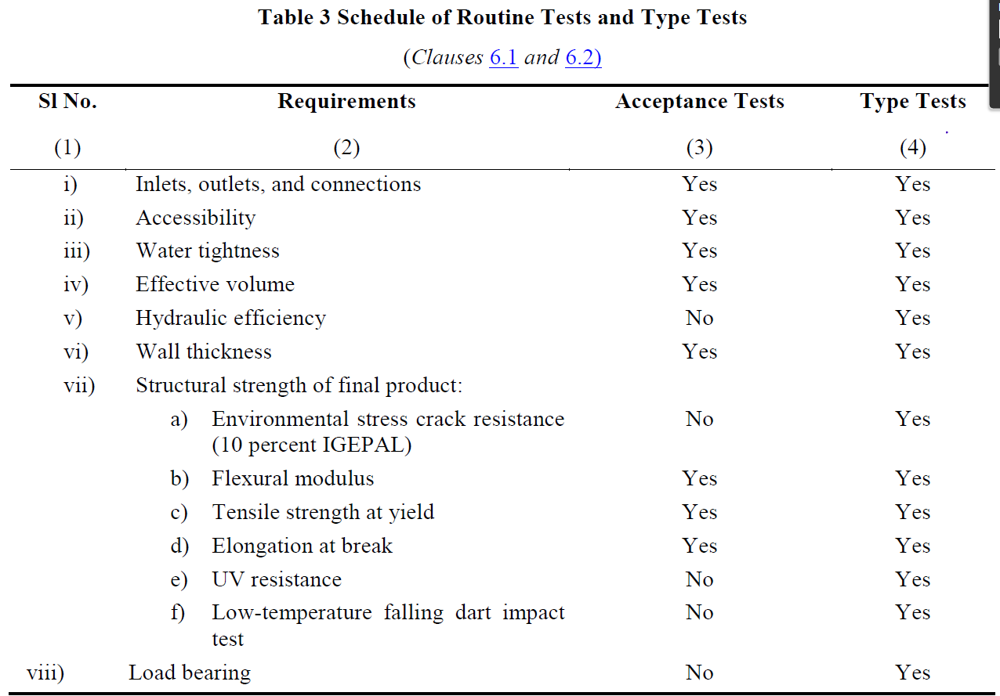 Table 3 Schedule of Routine Tests and Type Tests
(Clauses 6.1 and 6.2)
Sl No. Requirements Acceptance Tests Type Tests
(1) (2) (3) (4)
i) Inlets, outlets, and connections Yes Yes
ii) Accessibility Yes Yes
iii) Water tightness Yes Yes
iv) Effective volume Yes Yes
v) Hydraulic efficiency No Yes
vi) Wall thickness Yes Yes
vii) Structural strength of final product:
a) Environmental stress crack resistance No Yes
(10 percent IGEPAL)
b) Flexural modulus Yes Yes
c) Tensile strength at yield Yes Yes
d) Elongation at break Yes Yes
e) UV resistance No Yes
f) Low-temperature falling dart impact No Yes
test
viii) Load bearing No Yes